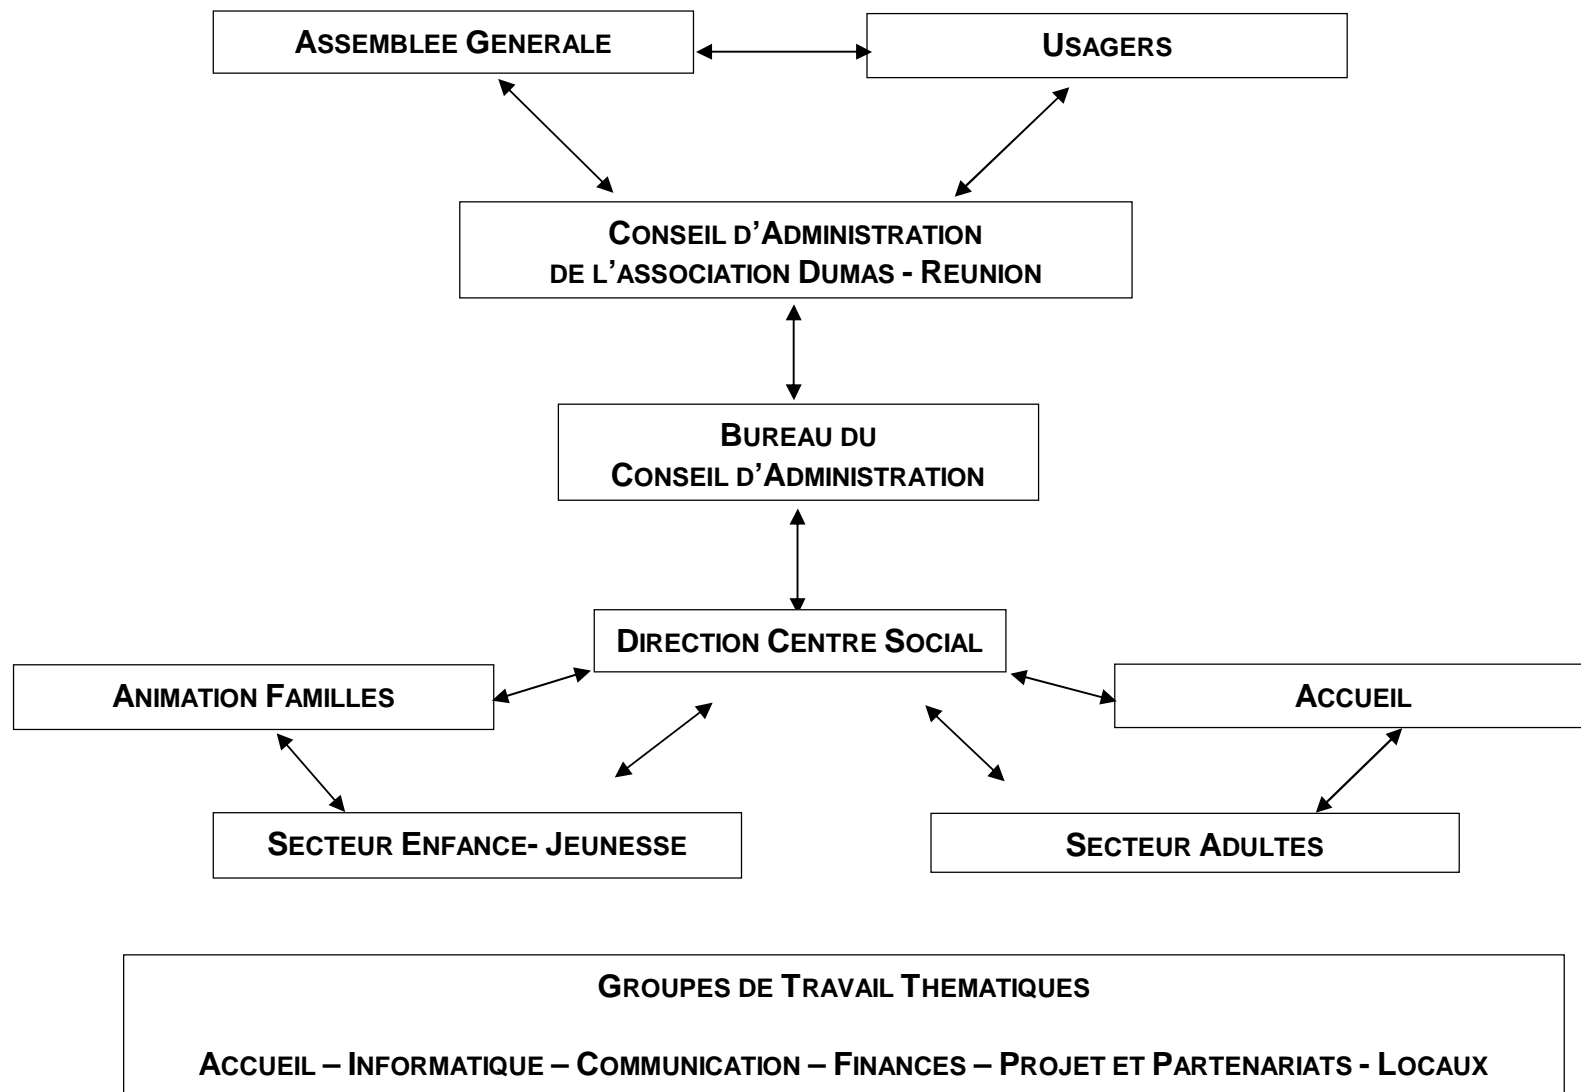 ASSEMBLEE GENERALE
USAGERS
CONSEIL D’ADMINISTRATION
DE L’ASSOCIATION DUMAS - REUNION
BUREAU DU
CONSEIL D’ADMINISTRATION
DIRECTION CENTRE SOCIAL
ANIMATION FAMILLES
ACCUEIL
SECTEUR ENFANCE- JEUNESSE
SECTEUR ADULTES
GROUPES DE TRAVAIL THEMATIQUES
ACCUEIL – INFORMATIQUE – COMMUNICATION – FINANCES – PROJET ET PARTENARIATS - LOCAUX